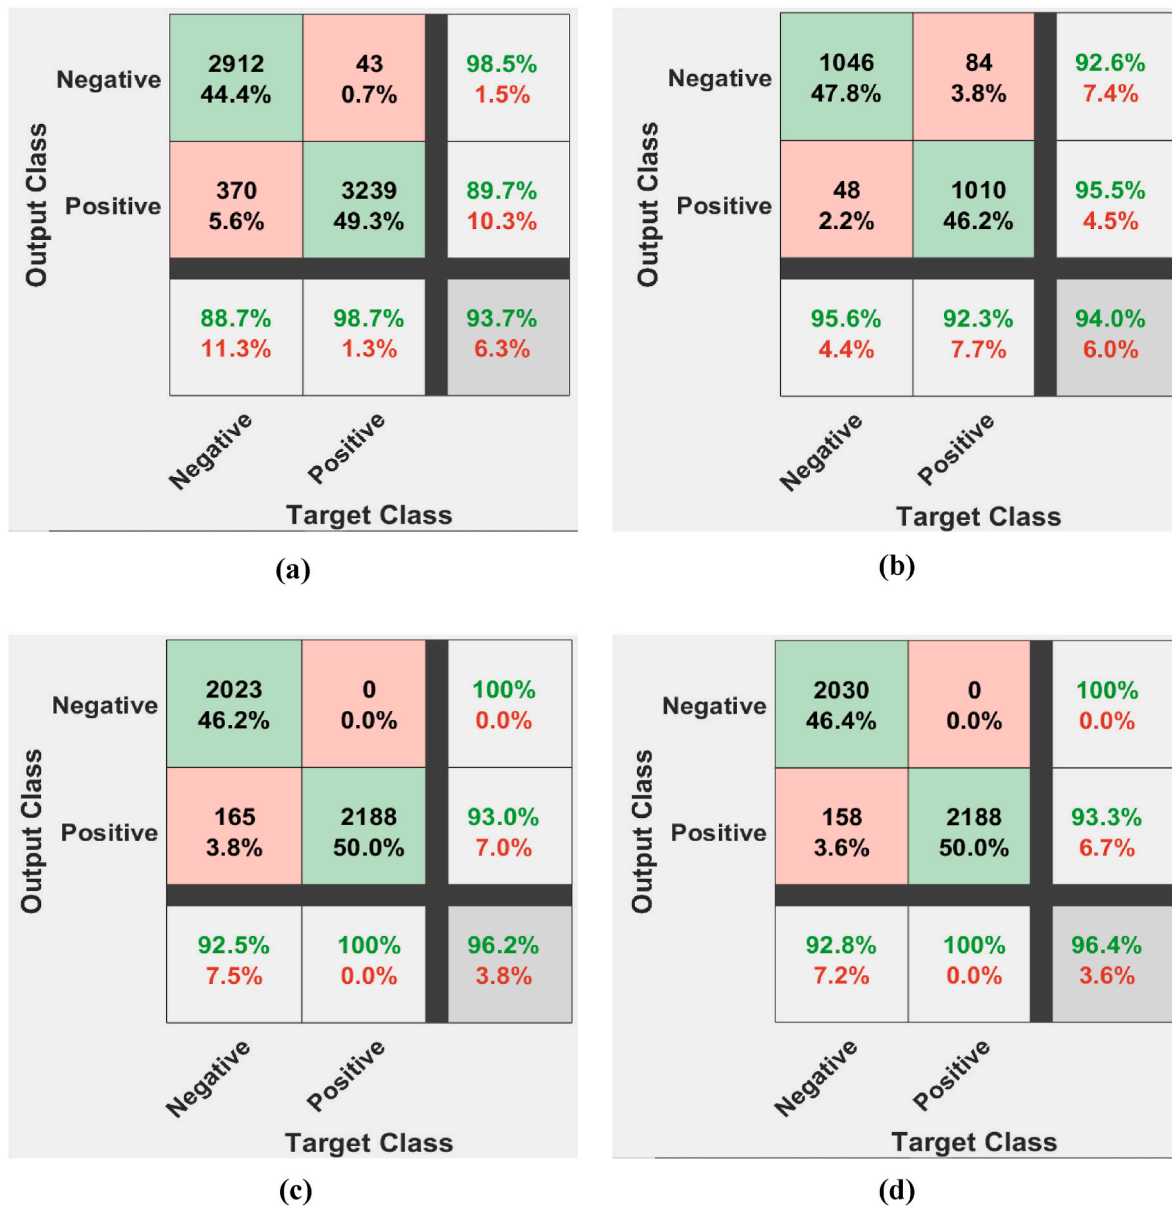 Output Class
Negative
2912
44.4%
43
0.7%
98.5%
1.5%
Positive
370
5.6%
3239
49.3%
89.7%
10.3%
88.7%
11.3%
98.7%
1.3%
93.7%
6.3%
Negative
Positive
Target Class
(a)
Output Class
Negative
1046
47.8%
84
3.8%
92.6%
7.4%
Positive
48
2.2%
1010
46.2%
95.5%
4.5%
95.6%
4.4%
92.3%
7.7%
94.0%
6.0%
Negative
Positive
Target Class
(b)
Output Class
Negative
2023
46.2%
0
0.0%
100%
0.0%
Positive
165
3.8%
2188
50.0%
93.0%
7.0%
92.5%
7.5%
100%
0.0%
96.2%
3.8%
Negative
Positive
Target Class
(c)
Output Class
Negative
2030
46.4%
0
0.0%
100%
0.0%
Positive
158
3.6%
2188
50.0%
93.3%
6.7%
92.8%
7.2%
100%
0.0%
96.4%
3.6%
Negative
Positive
Target Class
(d)